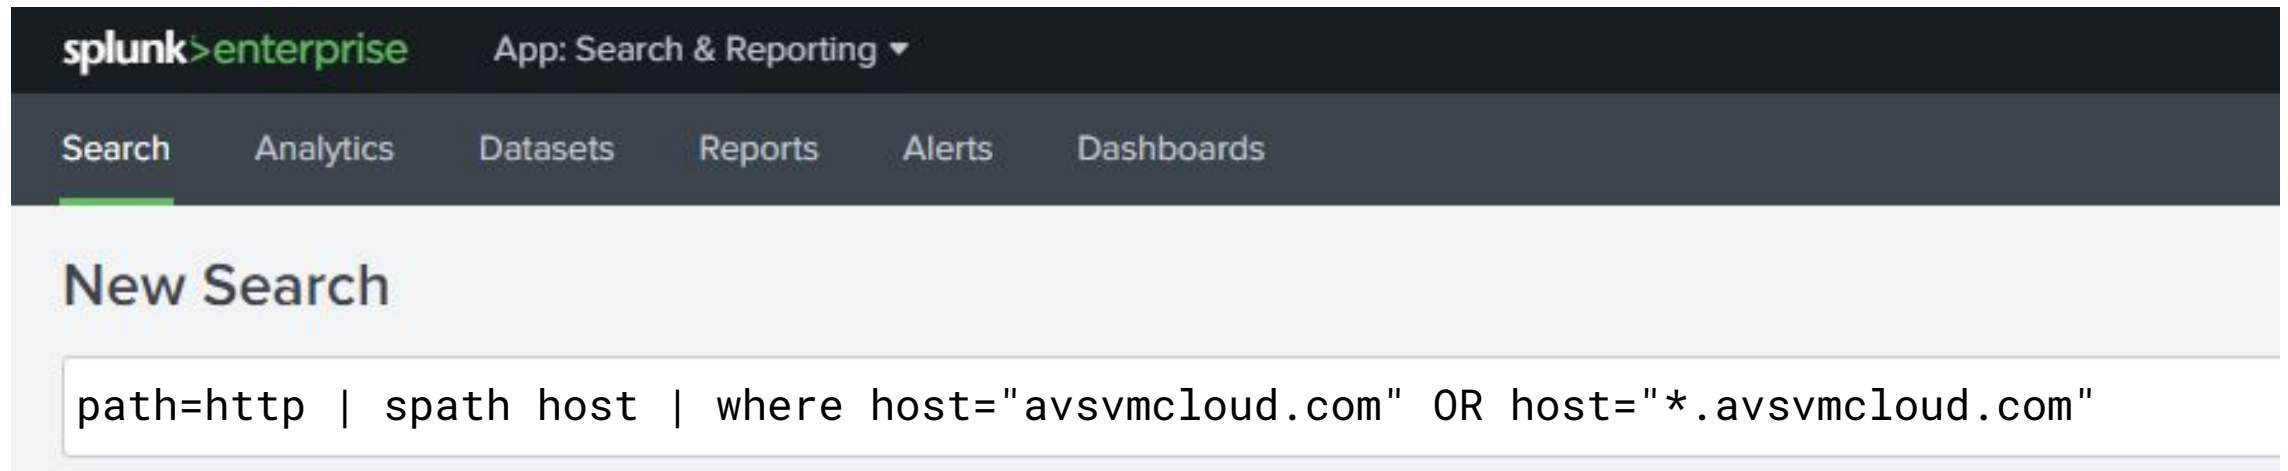 splunk>enterprise App: Search & Reporting
Search Analytics Datasets Reports Alerts Dashboards
New Search
path=http | spath host | where host="avsvmcloud.com" OR host="*.avsvmcloud.com"